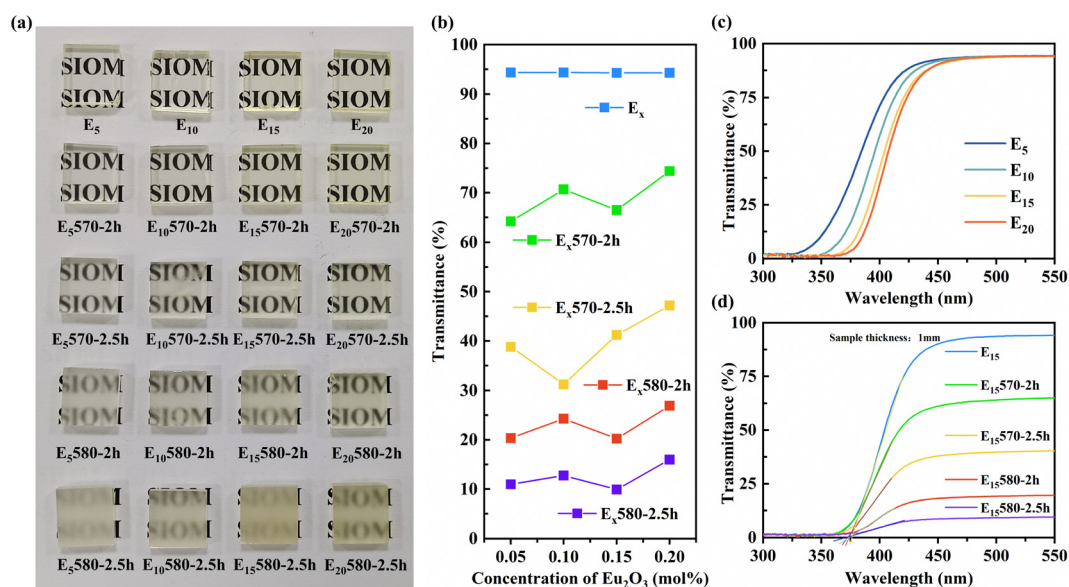 (a)
SIOM SIOM SIOM SIOM
SIOM SIOM SIOM SIOM
E₅ E₁₀ E₁₅ E₂₀
SIOM SIOM SIOM SIOM
SIOM SIOM SIOM SIOM
E₅570-2h E₁₀570-2h E₁₅570-2h E₂₀570-2h
SIOM SIOM SIOM SIOM
SIOM SIOM SIOM SIOM
E₅570-2.5h E₁₀570-2.5h E₁₅570-2.5h E₂₀570-2.5h
SIOM SIOM SIOM SIOM
SIOM SIOM SIOM SIOM
E₅580-2h E₁₀580-2h E₁₅580-2h E₂₀580-2h
E₅580-2.5h E₁₀580-2.5h E₁₅580-2.5h E₂₀580-2.5h
(b)
Transmittance (%)
100
90
80
70
60
50
40
30
20
10
0
Eₓ
Eₓ570-2h
Eₓ570-2.5h
Eₓ580-2h
Eₓ580-2.5h
0.05 0.10 0.15 0.20
Concentration of Eu₂O₃ (mol%)
(c)
Transmittance (%)
100
75
50
25
0
E₅
E₁₀
E₁₅
E₂₀
300 350 400 450 500 550
Wavelength (nm)
(d)
Transmittance (%)
100
75
50
25
0
Sample thickness: 1mm
E₁₅
E₁₅570-2h
E₁₅570-2.5h
E₁₅580-2h
E₁₅580-2.5h
300 350 400 450 500 550
Wavelength (nm)